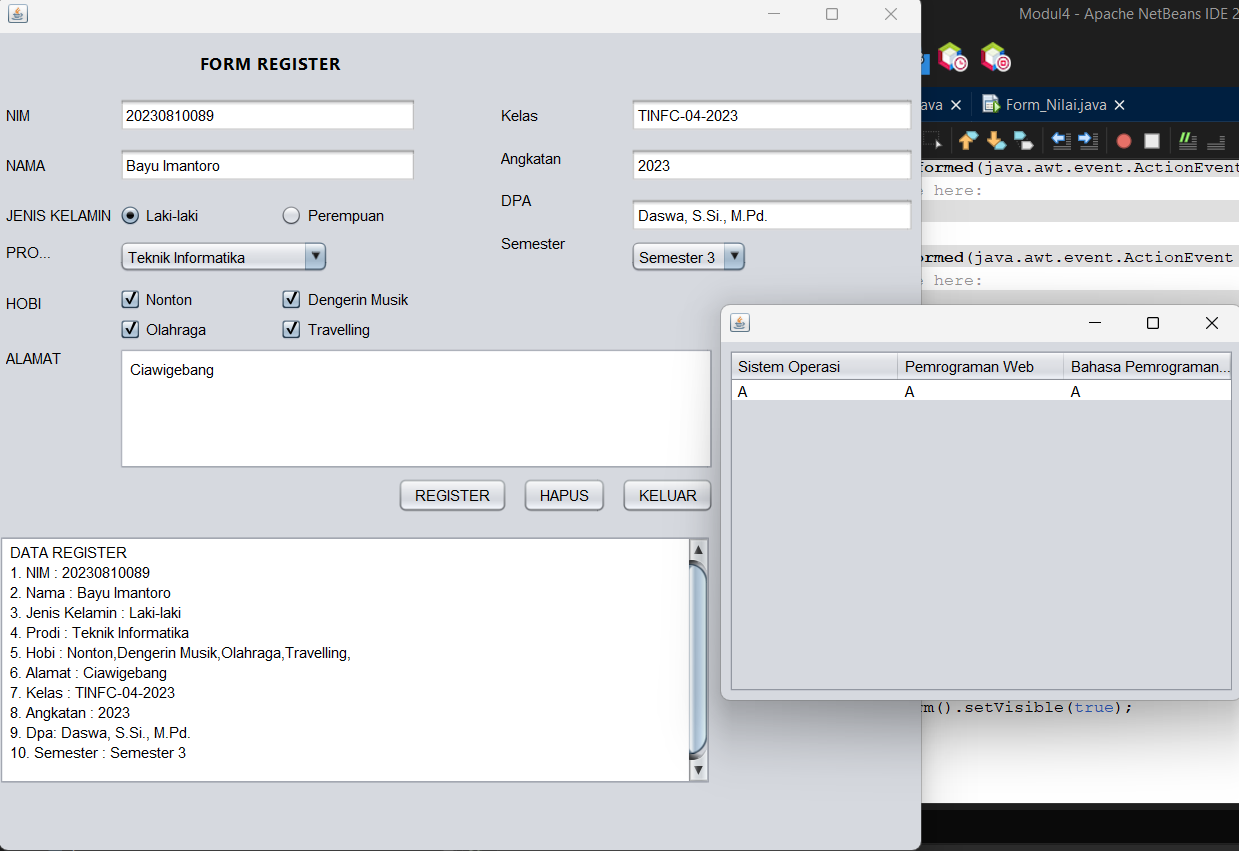 Modul4 - Apache NetBeans IDE 2
FORM REGISTER
NIM 20230810089 Kelas TINFC-04-2023
NAMA Bayu Imantoro Angkatan 2023
JENIS KELAMIN Laki-laki Perempuan DPA Daswa, S.Si., M.Pd.
PRO... Teknik Informatika Semester Semester 3
HOBI Nonton Dengerin Musik
Olahraga Travelling
ALAMAT Ciawigebang
REGISTER HAPUS KELUAR
DATA REGISTER
1. NIM : 20230810089
2. Nama : Bayu Imantoro
3. Jenis Kelamin : Laki-laki
4. Prodi : Teknik Informatika
5. Hobi : Nonton,Dengerin Musik,Olahraga,Travelling,
6. Alamat : Ciawigebang
7. Kelas : TINFC-04-2023
8. Angkatan : 2023
9. Dpa: Daswa, S.Si., M.Pd.
10. Semester : Semester 3
ava Form_Nilai.java
formed(java.awt.event.ActionEvent
here:
ormed(java.awt.event.ActionEvent
here:
Sistem Operasi Pemrograman Web Bahasa Pemrograman...
A A A
rm().setVisible(true);